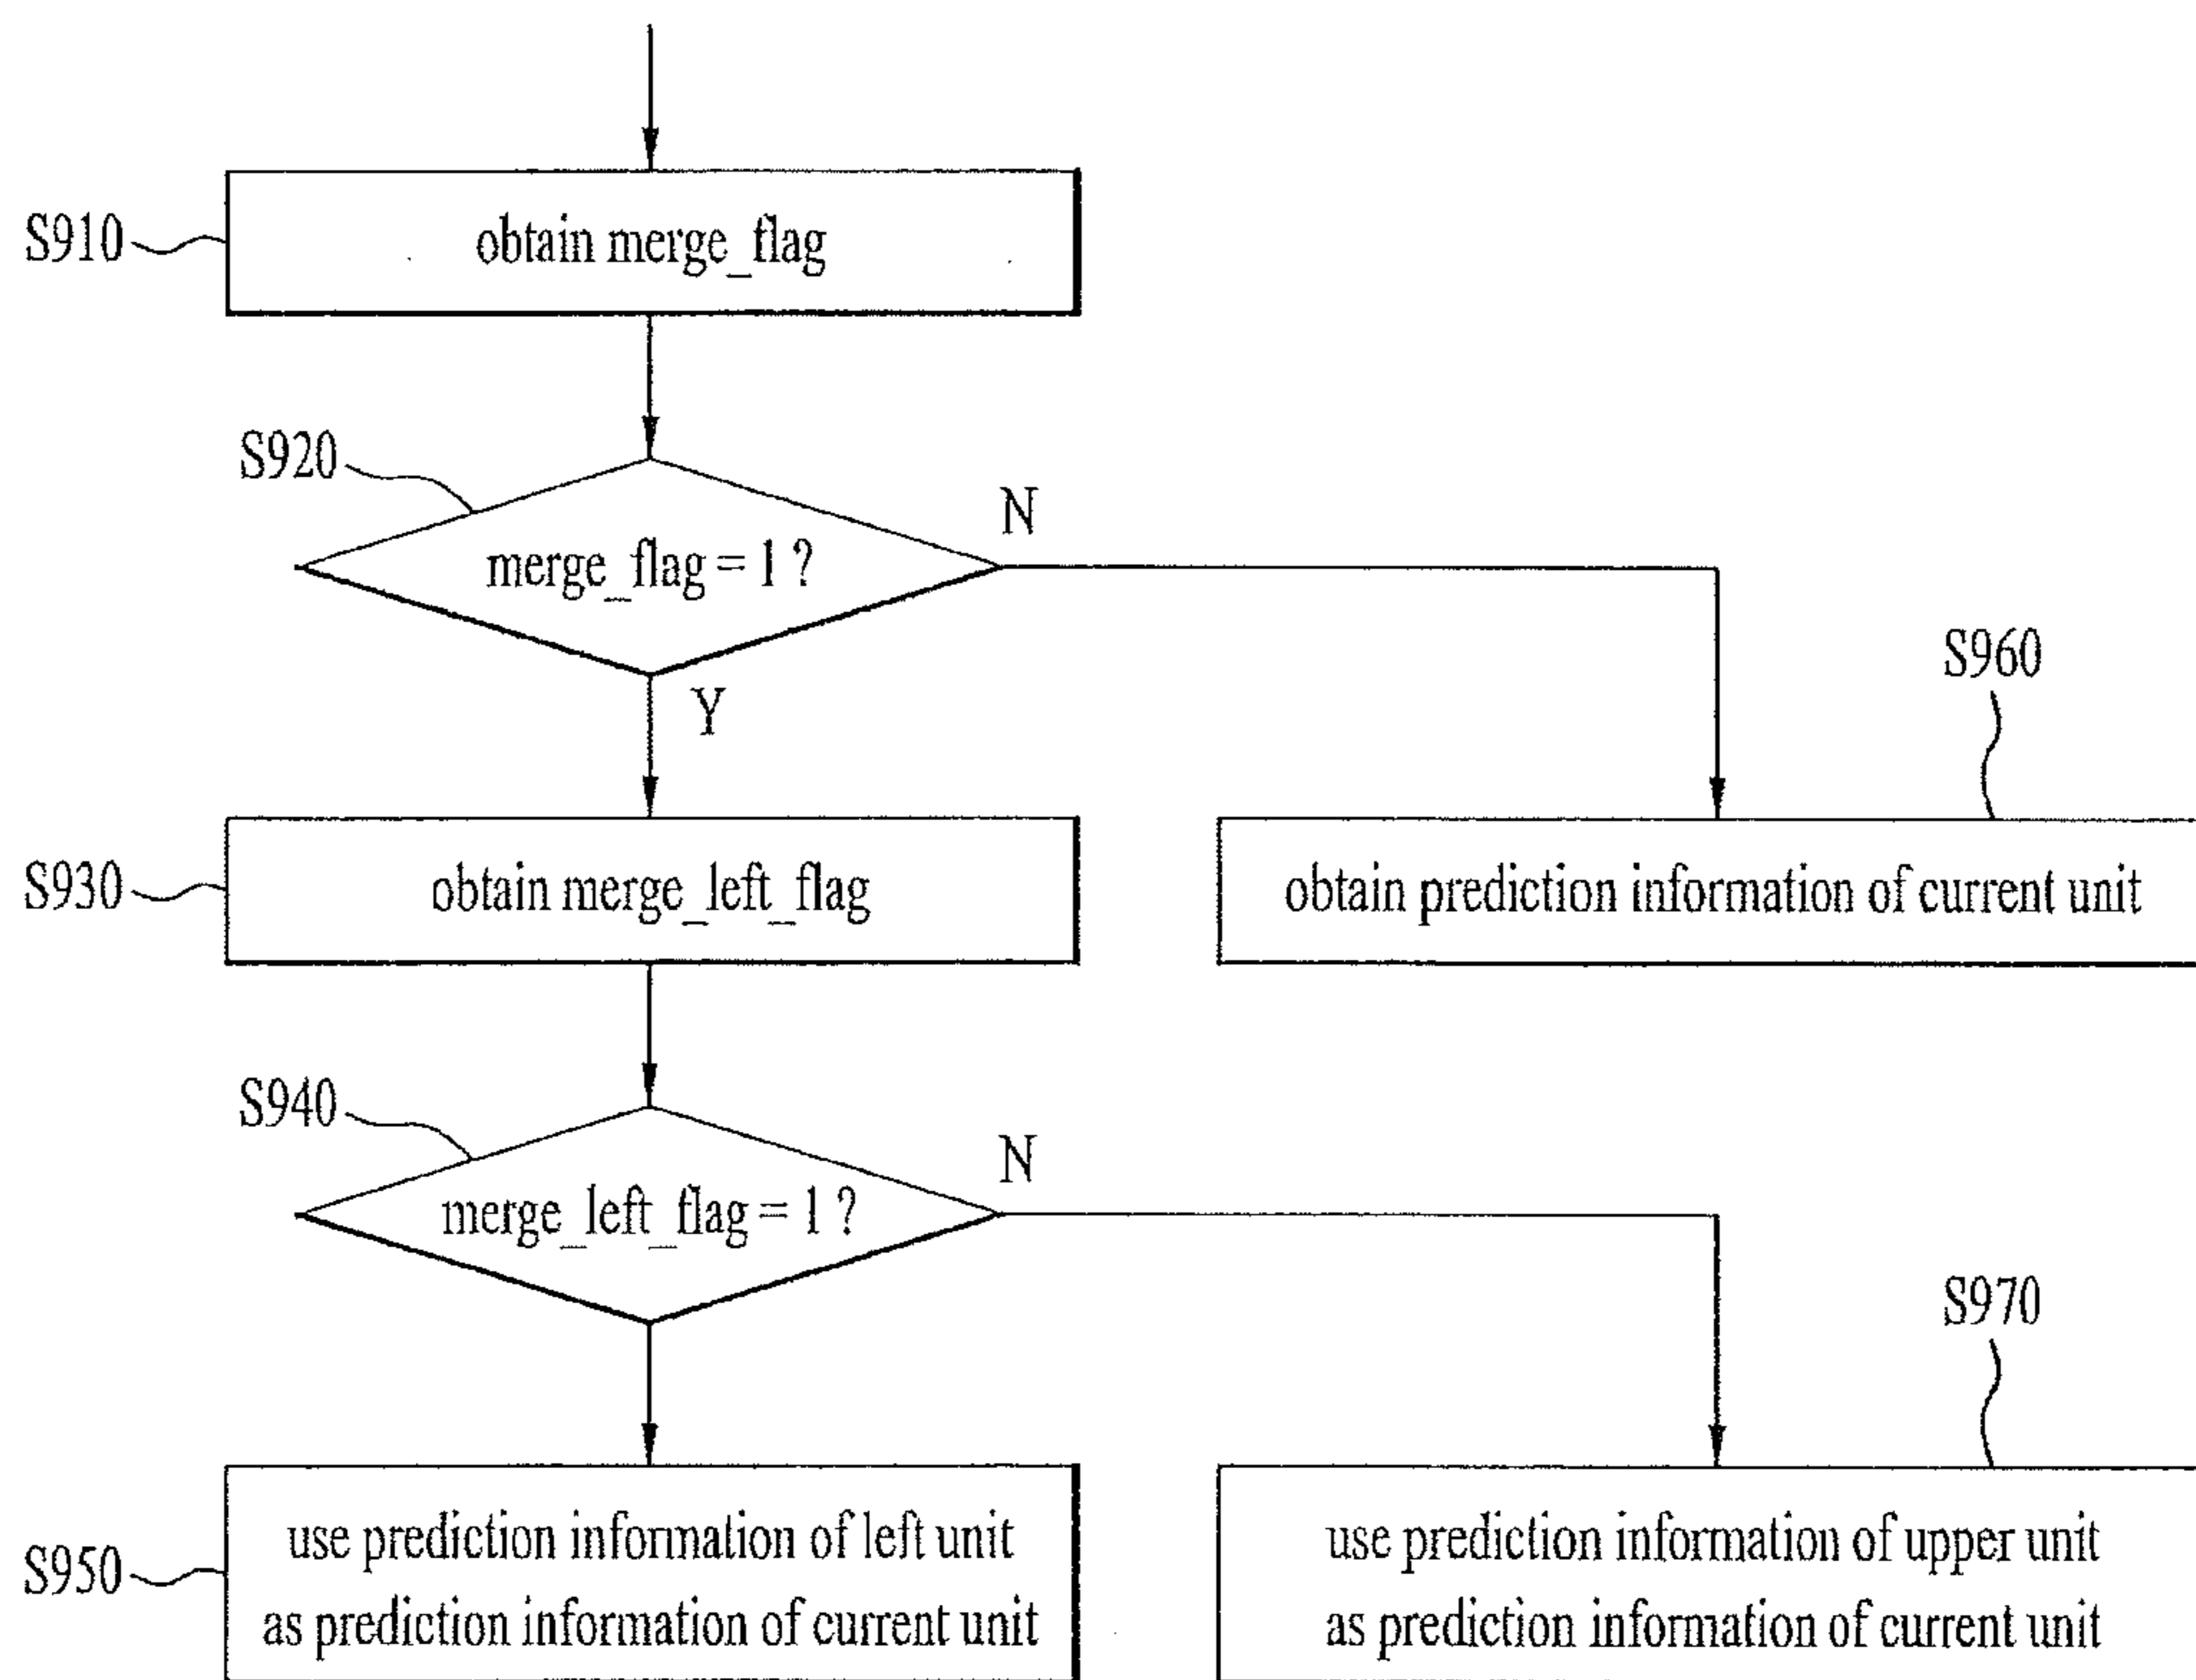 S910
obtain merge_flag
S920
merge_flag = 1 ?
N
Y
S960
S930
obtain merge_left_flag
obtain prediction information of current unit
S940
merge_left_flag = 1 ?
N
S970
S950
use prediction information of left unit
as prediction information of current unit
use prediction information of upper unit
as prediction information of current unit